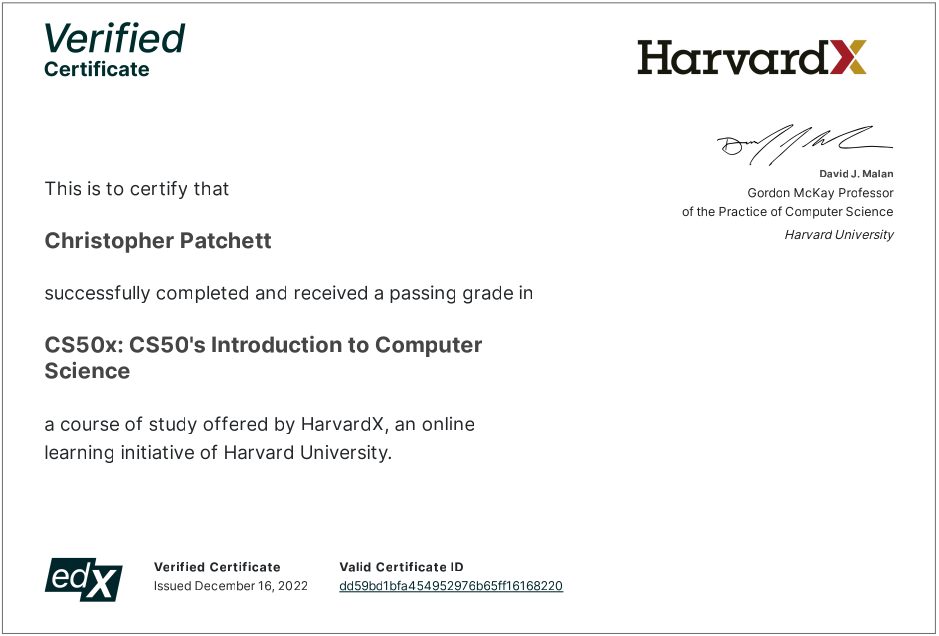 Verified
Certificate
HarvardX
David J. Malan
Gordon McKay Professor
of the Practice of Computer Science
Harvard University
This is to certify that
Christopher Patchett
successfully completed and received a passing grade in
CS50x: CS50's Introduction to Computer
Science
a course of study offered by HarvardX, an online
learning initiative of Harvard University.
edX
Verified Certificate
Issued December 16, 2022
Valid Certificate ID
dd59bd1bfa454952976b65ff16168220